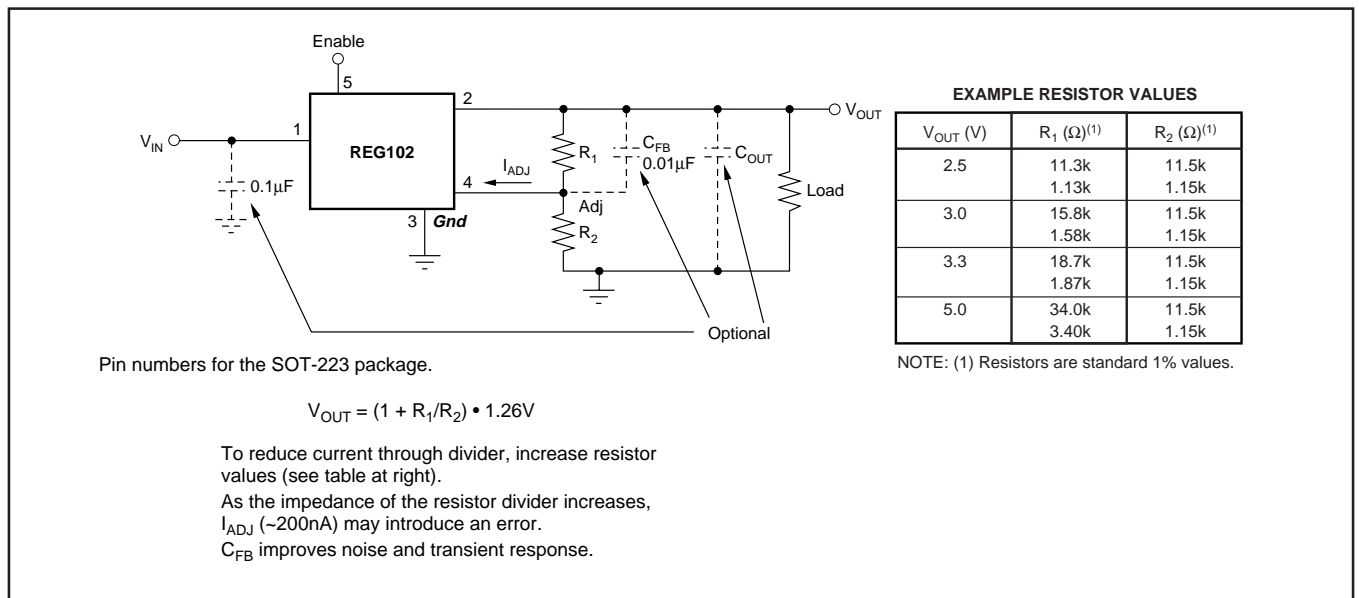 Enable
5
2
V_OUT
1
V_IN
REG102
R_1
C_FB
0.01µF
C_OUT
I_ADJ
0.1µF
4
Load
Adj
3
Gnd
R_2
Optional
Pin numbers for the SOT-223 package.
V_OUT = (1 + R_1/R_2) • 1.26V
To reduce current through divider, increase resistor
values (see table at right).
As the impedance of the resistor divider increases,
I_ADJ (~200nA) may introduce an error.
C_FB improves noise and transient response.
EXAMPLE RESISTOR VALUES
V_OUT (V) R_1 (Ω)(1) R_2 (Ω)(1)
2.5 11.3k 11.5k
1.13k 1.15k
3.0 15.8k 11.5k
1.58k 1.15k
3.3 18.7k 11.5k
1.87k 1.15k
5.0 34.0k 11.5k
3.40k 1.15k
NOTE: (1) Resistors are standard 1% values.